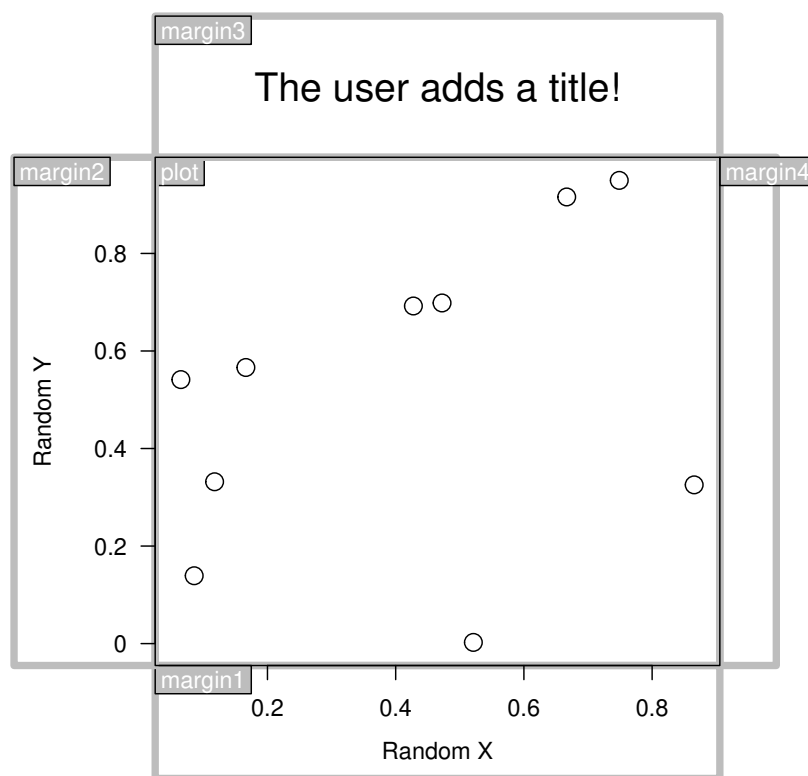 margin3
The user adds a title!
margin2
plot
margin4
0.8
0.6
0.4
0.2
0
Random Y
margin1
0.2
0.4
0.6
0.8
Random X